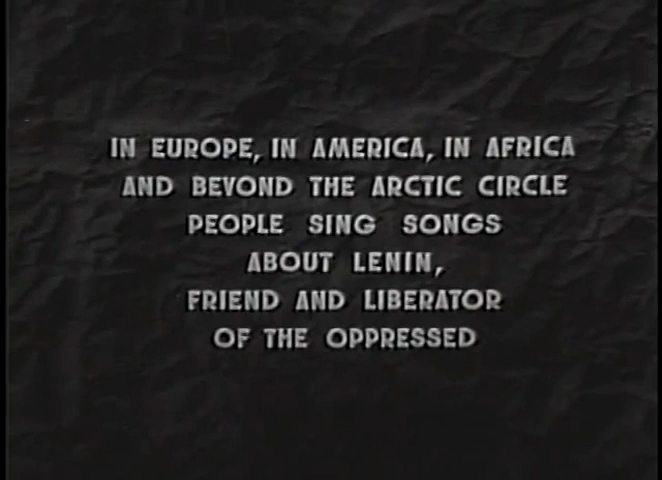 IN EUROPE, IN AMERICA, IN AFRICA
AND BEYOND THE ARCTIC CIRCLE
PEOPLE SING SONGS
ABOUT LENIN,
FRIEND AND LIBERATOR
OF THE OPPRESSED